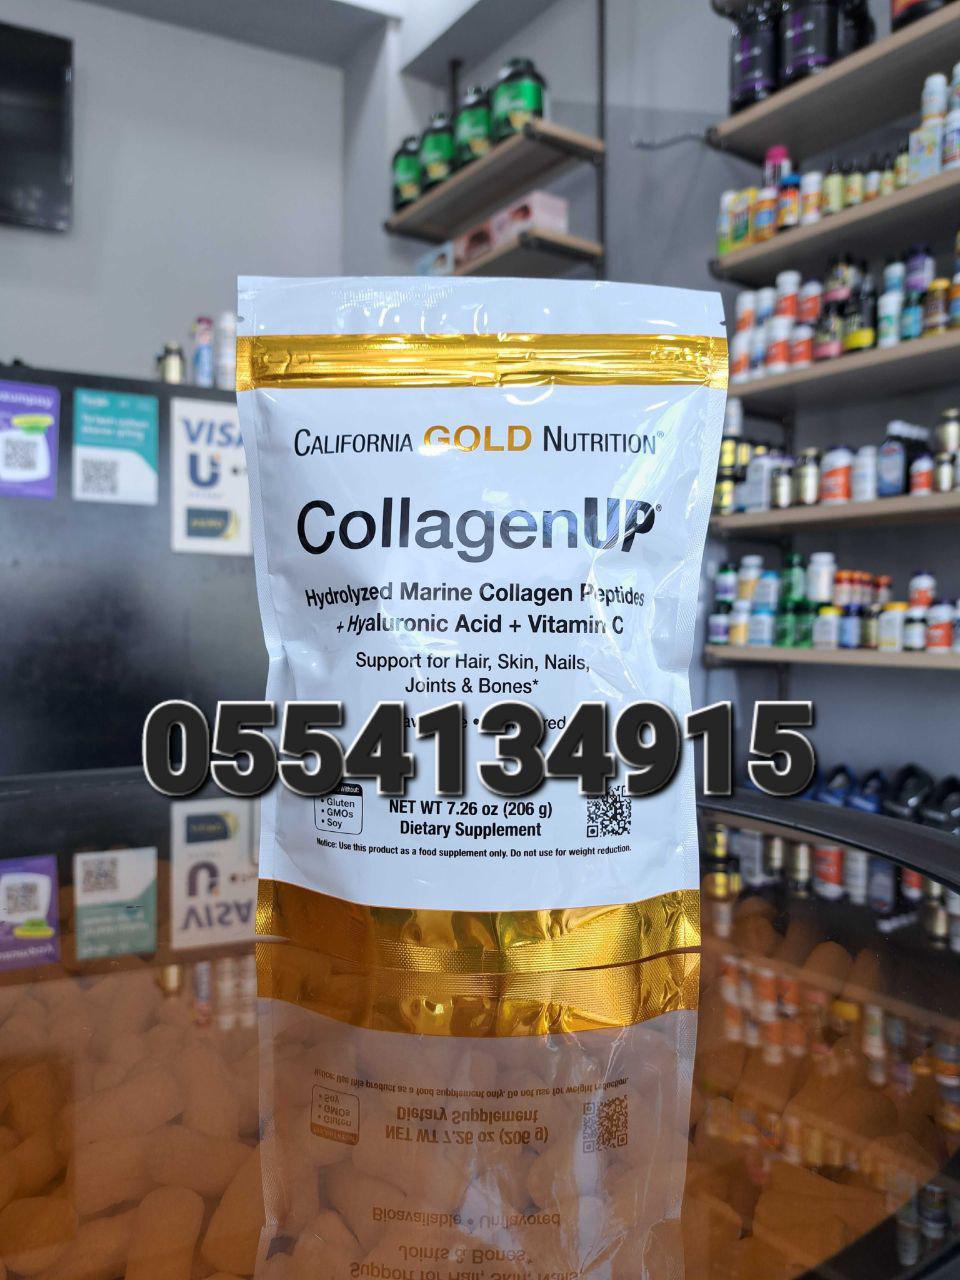 CALIFORNIA GOLD NUTRITION®
CollagenUP®
Hydrolyzed Marine Collagen Peptides
+ Hyaluronic Acid + Vitamin C
Support for Hair, Skin, Nails,
Joints & Bones*
0554134915
• Gluten
• GMOs
• Soy
NET WT 7.26 oz (206 g)
Dietary Supplement
Notice: Use this product as a food supplement only. Do not use for weight reduction.
VISA